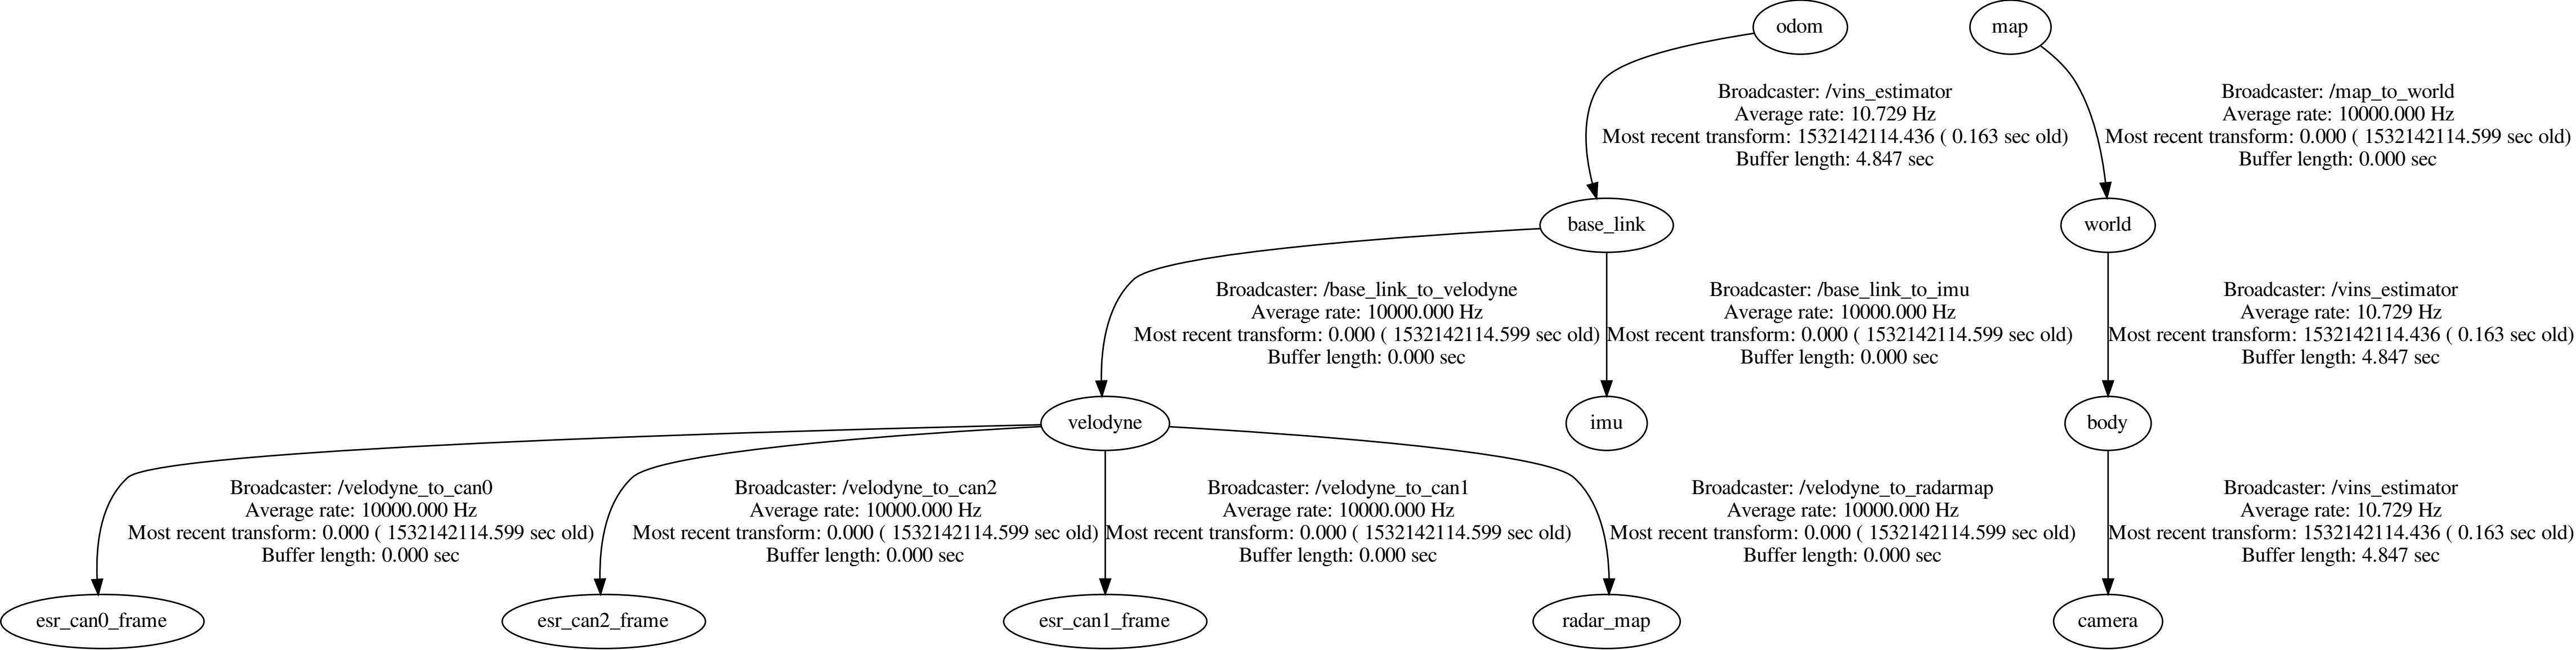 odom
map
Broadcaster: /vins_estimator
Average rate: 10.729 Hz
Most recent transform: 1532142114.436 ( 0.163 sec old)
Buffer length: 4.847 sec
Broadcaster: /map_to_world
Average rate: 10000.000 Hz
Most recent transform: 0.000 ( 1532142114.599 sec old)
Buffer length: 0.000 sec
base_link
world
Broadcaster: /base_link_to_velodyne
Average rate: 10000.000 Hz
Most recent transform: 0.000 ( 1532142114.599 sec old)
Buffer length: 0.000 sec
Broadcaster: /base_link_to_imu
Average rate: 10000.000 Hz
Most recent transform: 0.000 ( 1532142114.599 sec old)
Buffer length: 0.000 sec
Broadcaster: /vins_estimator
Average rate: 10.729 Hz
Most recent transform: 1532142114.436 ( 0.163 sec old)
Buffer length: 4.847 sec
velodyne
imu
body
Broadcaster: /velodyne_to_can0
Average rate: 10000.000 Hz
Most recent transform: 0.000 ( 1532142114.599 sec old)
Buffer length: 0.000 sec
Broadcaster: /velodyne_to_can2
Average rate: 10000.000 Hz
Most recent transform: 0.000 ( 1532142114.599 sec old)
Buffer length: 0.000 sec
Broadcaster: /velodyne_to_can1
Average rate: 10000.000 Hz
Most recent transform: 0.000 ( 1532142114.599 sec old)
Buffer length: 0.000 sec
Broadcaster: /velodyne_to_radarmap
Average rate: 10000.000 Hz
Most recent transform: 0.000 ( 1532142114.599 sec old)
Buffer length: 0.000 sec
Broadcaster: /vins_estimator
Average rate: 10.729 Hz
Most recent transform: 1532142114.436 ( 0.163 sec old)
Buffer length: 4.847 sec
esr_can0_frame
esr_can2_frame
esr_can1_frame
radar_map
camera